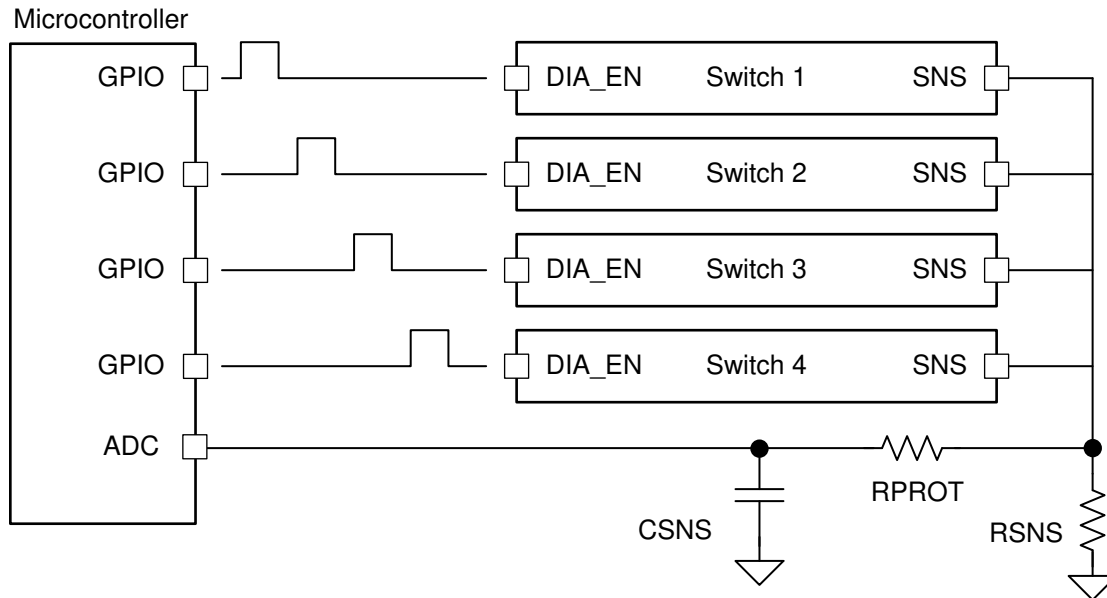 Microcontroller
GPIO DIA_EN Switch 1 SNS
GPIO DIA_EN Switch 2 SNS
GPIO DIA_EN Switch 3 SNS
GPIO DIA_EN Switch 4 SNS
ADC
RPROT
CSNS
RSNS